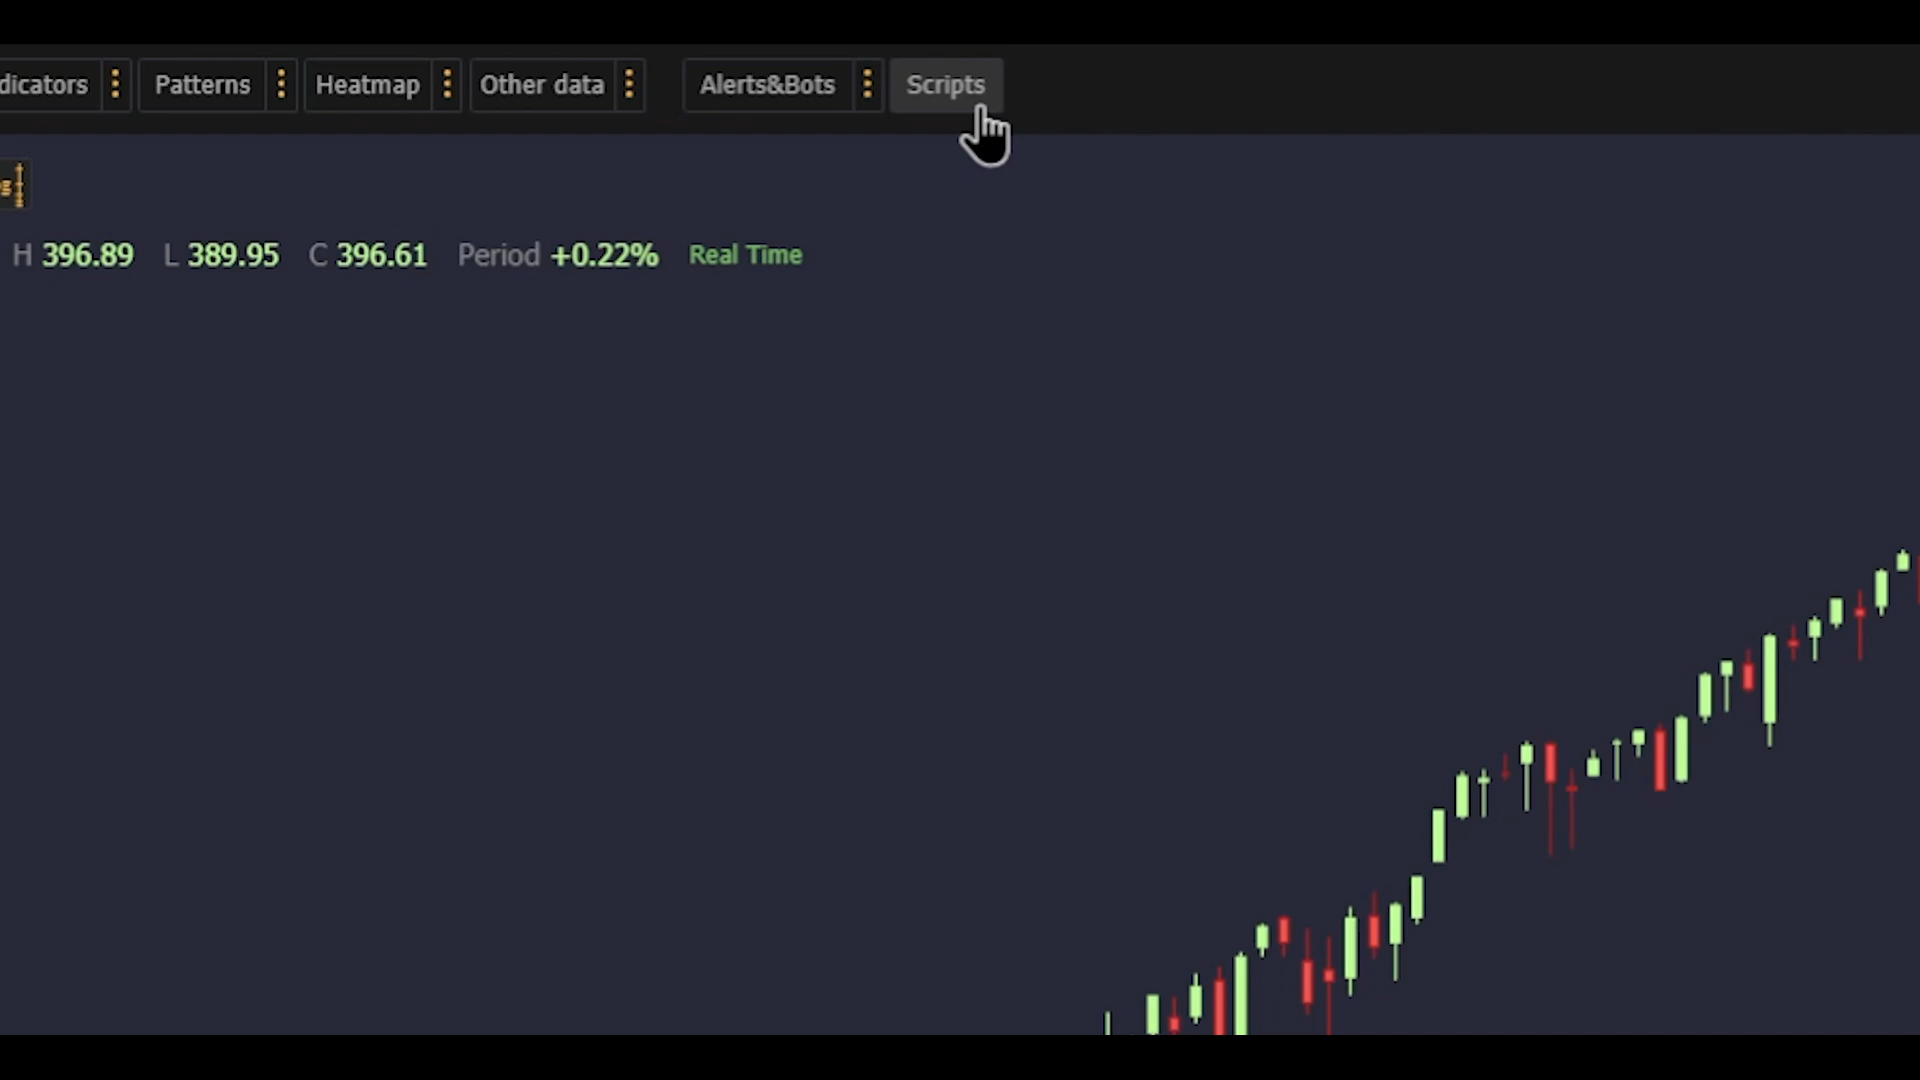 dicators Patterns Heatmap Other data Alerts&Bots Scripts
H 396.89 L 389.95 C 396.61 Period +0.22% Real Time